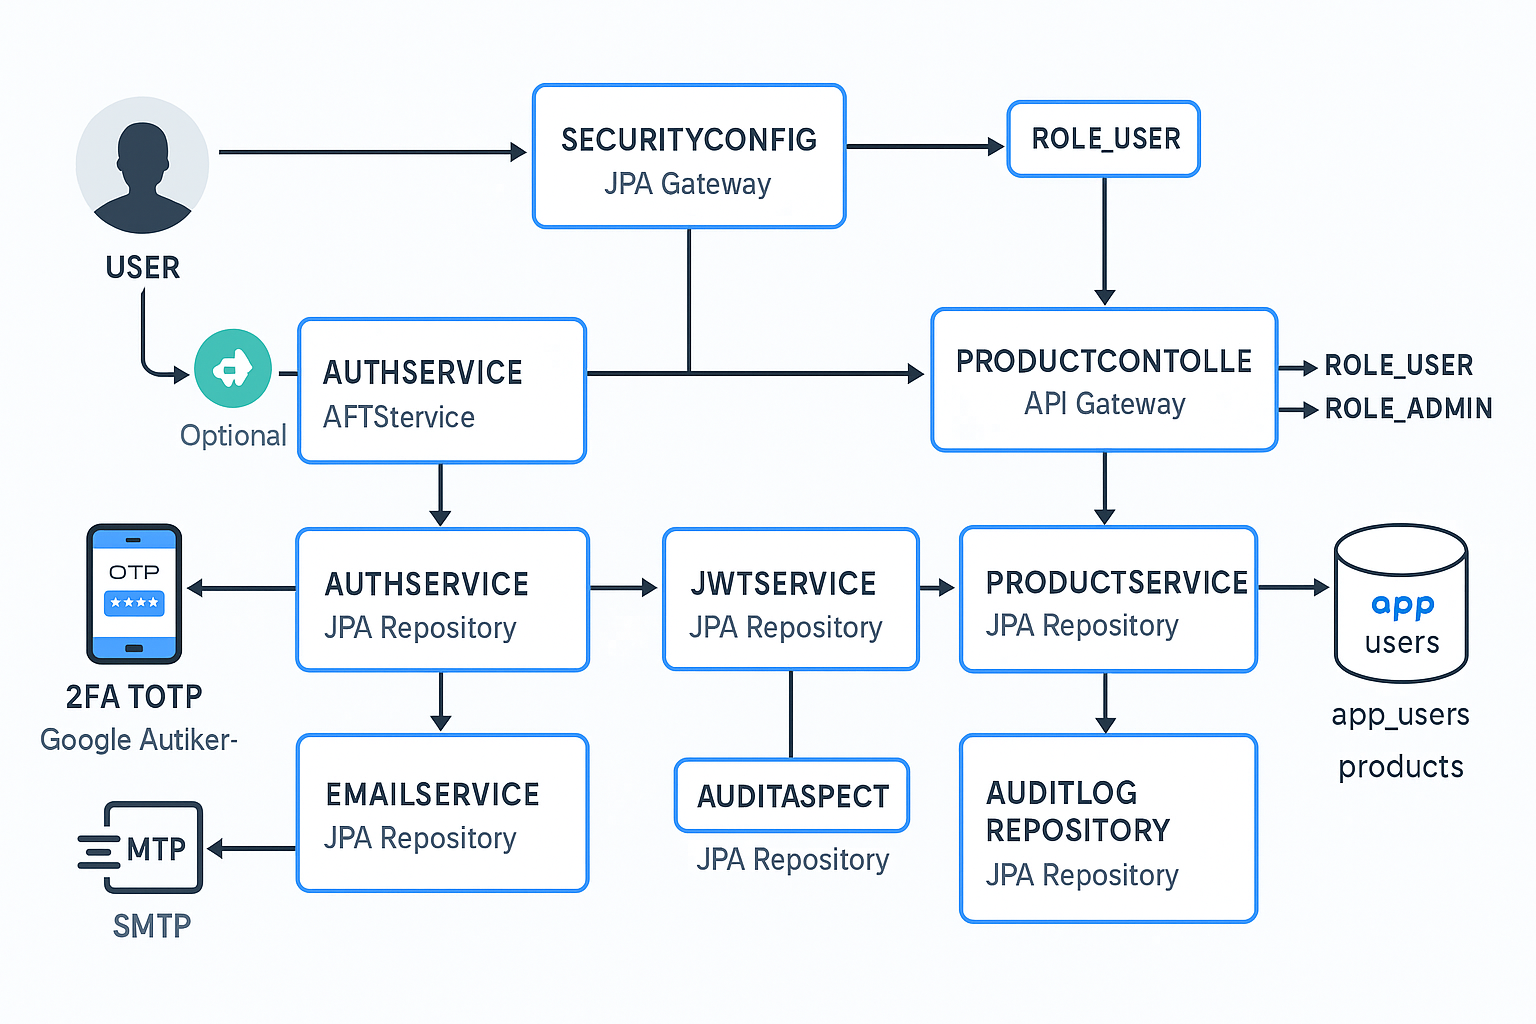 USER
SECURITYCONFIG
JPA Gateway
ROLE_USER
Optional
AUTHSERVICE
AFTStervice
PRODUCTCONTOLLE
API Gateway
ROLE_USER
ROLE_ADMIN
OTP
****
2FA TOTP
Google Autiker-
AUTHSERVICE
JPA Repository
JWTSERVICE
JPA Repository
PRODUCTSERVICE
JPA Repository
app
users
app_users
products
MTP
SMTP
EMAILSERVICE
JPA Repository
AUDITASPECT
JPA Repository
AUDITLOG
REPOSITORY
JPA Repository